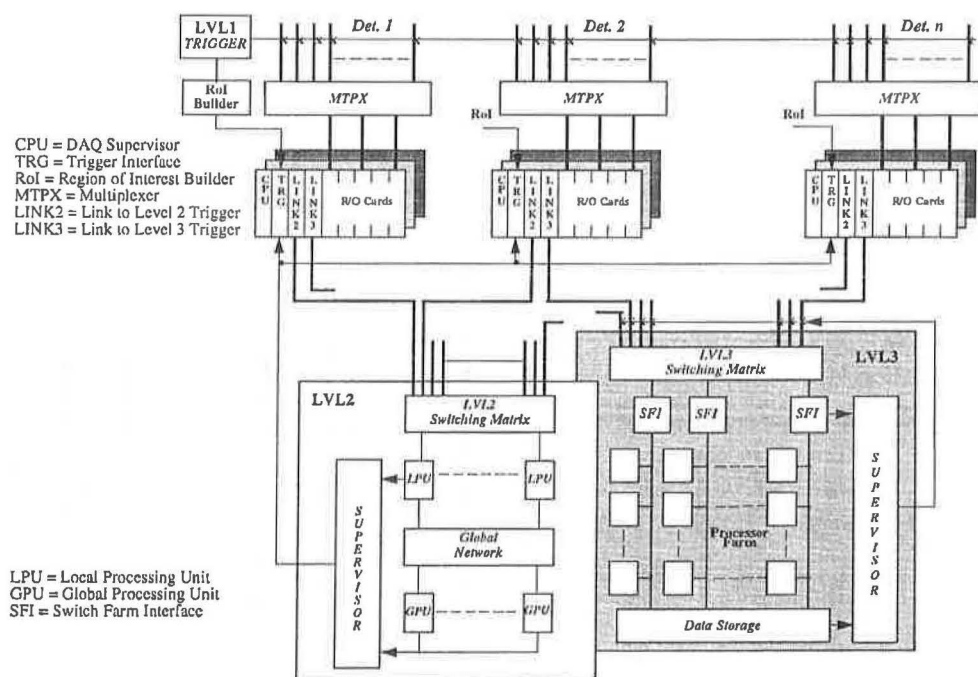 LVL1
TRIGGER
Det. 1
Det. 2
Det. n
RoI
Builder
MTPX
MTPX
MTPX
RoI
RoI
CPU = DAQ Supervisor
TRG = Trigger Interface
RoI = Region of Interest Builder
MTPX = Multiplexer
LINK2 = Link to Level 2 Trigger
LINK3 = Link to Level 3 Trigger
CPU
TRG
LINK2
LINK3
R/O Cards
CPU
TRG
LINK2
LINK3
R/O Cards
CPU
TRG
LINK2
LINK3
R/O Cards
LVL3
Switching Matrix
LVL3
LVL2
LVL2
Switching Matrix
SFI
SFI
SFI
SUPERVISOR
LPU
LPU
SUPERVISOR
Global
Network
Processor
Farm
LPU = Local Processing Unit
GPU = Global Processing Unit
SFI = Switch Farm Interface
GPU
GPU
Data Storage